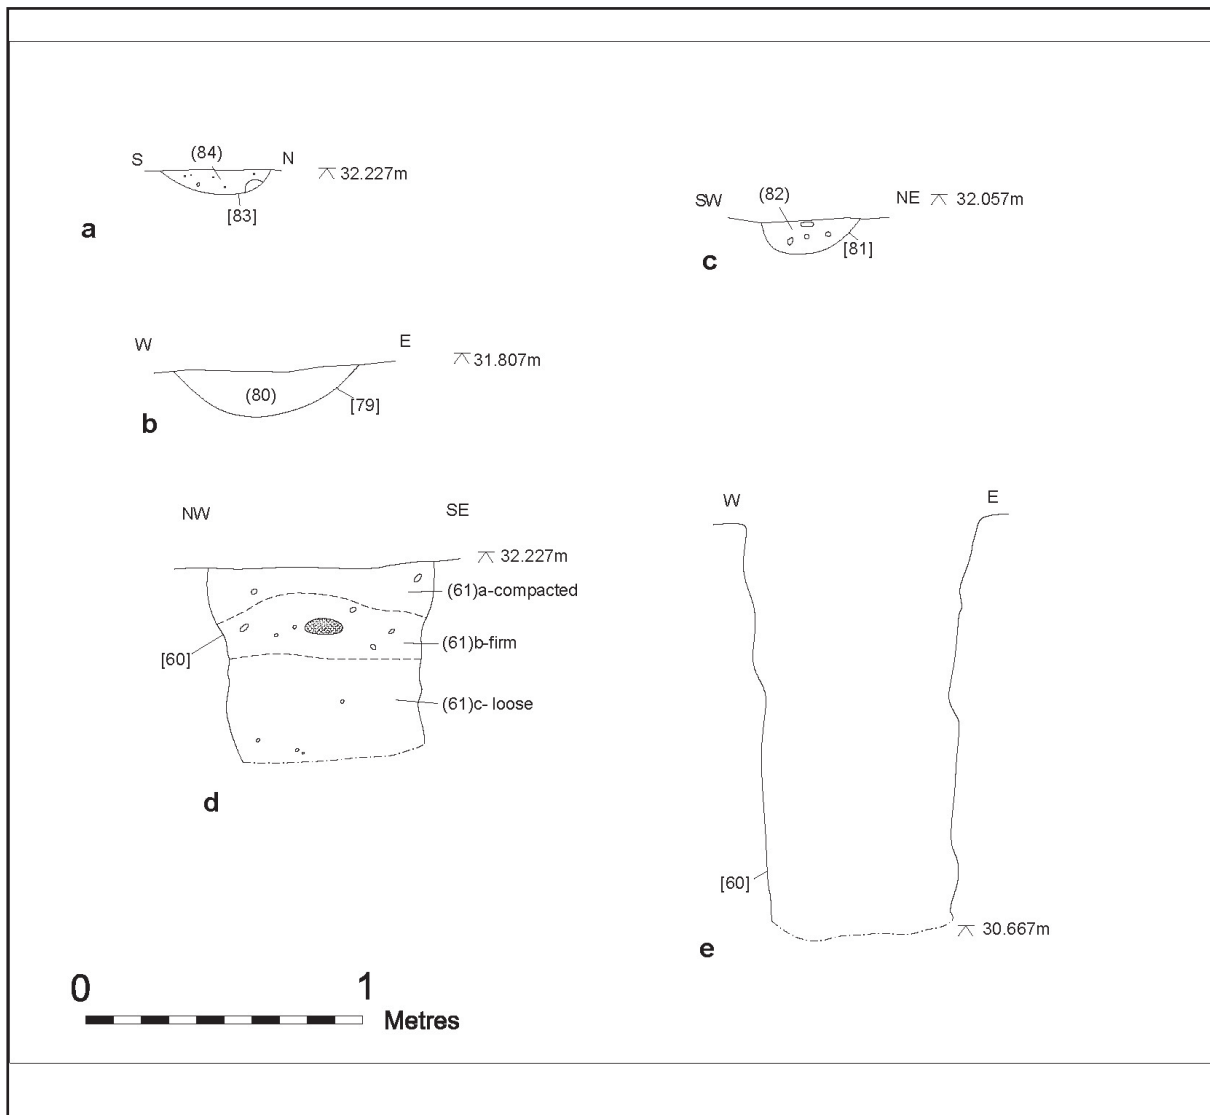 S (84) N 32.227m
[83]
a
SW (82) NE 32.057m
[81]
c
W E 31.807m
(80) [79]
b
NW SE
32.227m
(61)a-compacted
(61)b-firm
[60]
(61)c- loose
d
W E
[60]
30.667m
e
0 1
Metres